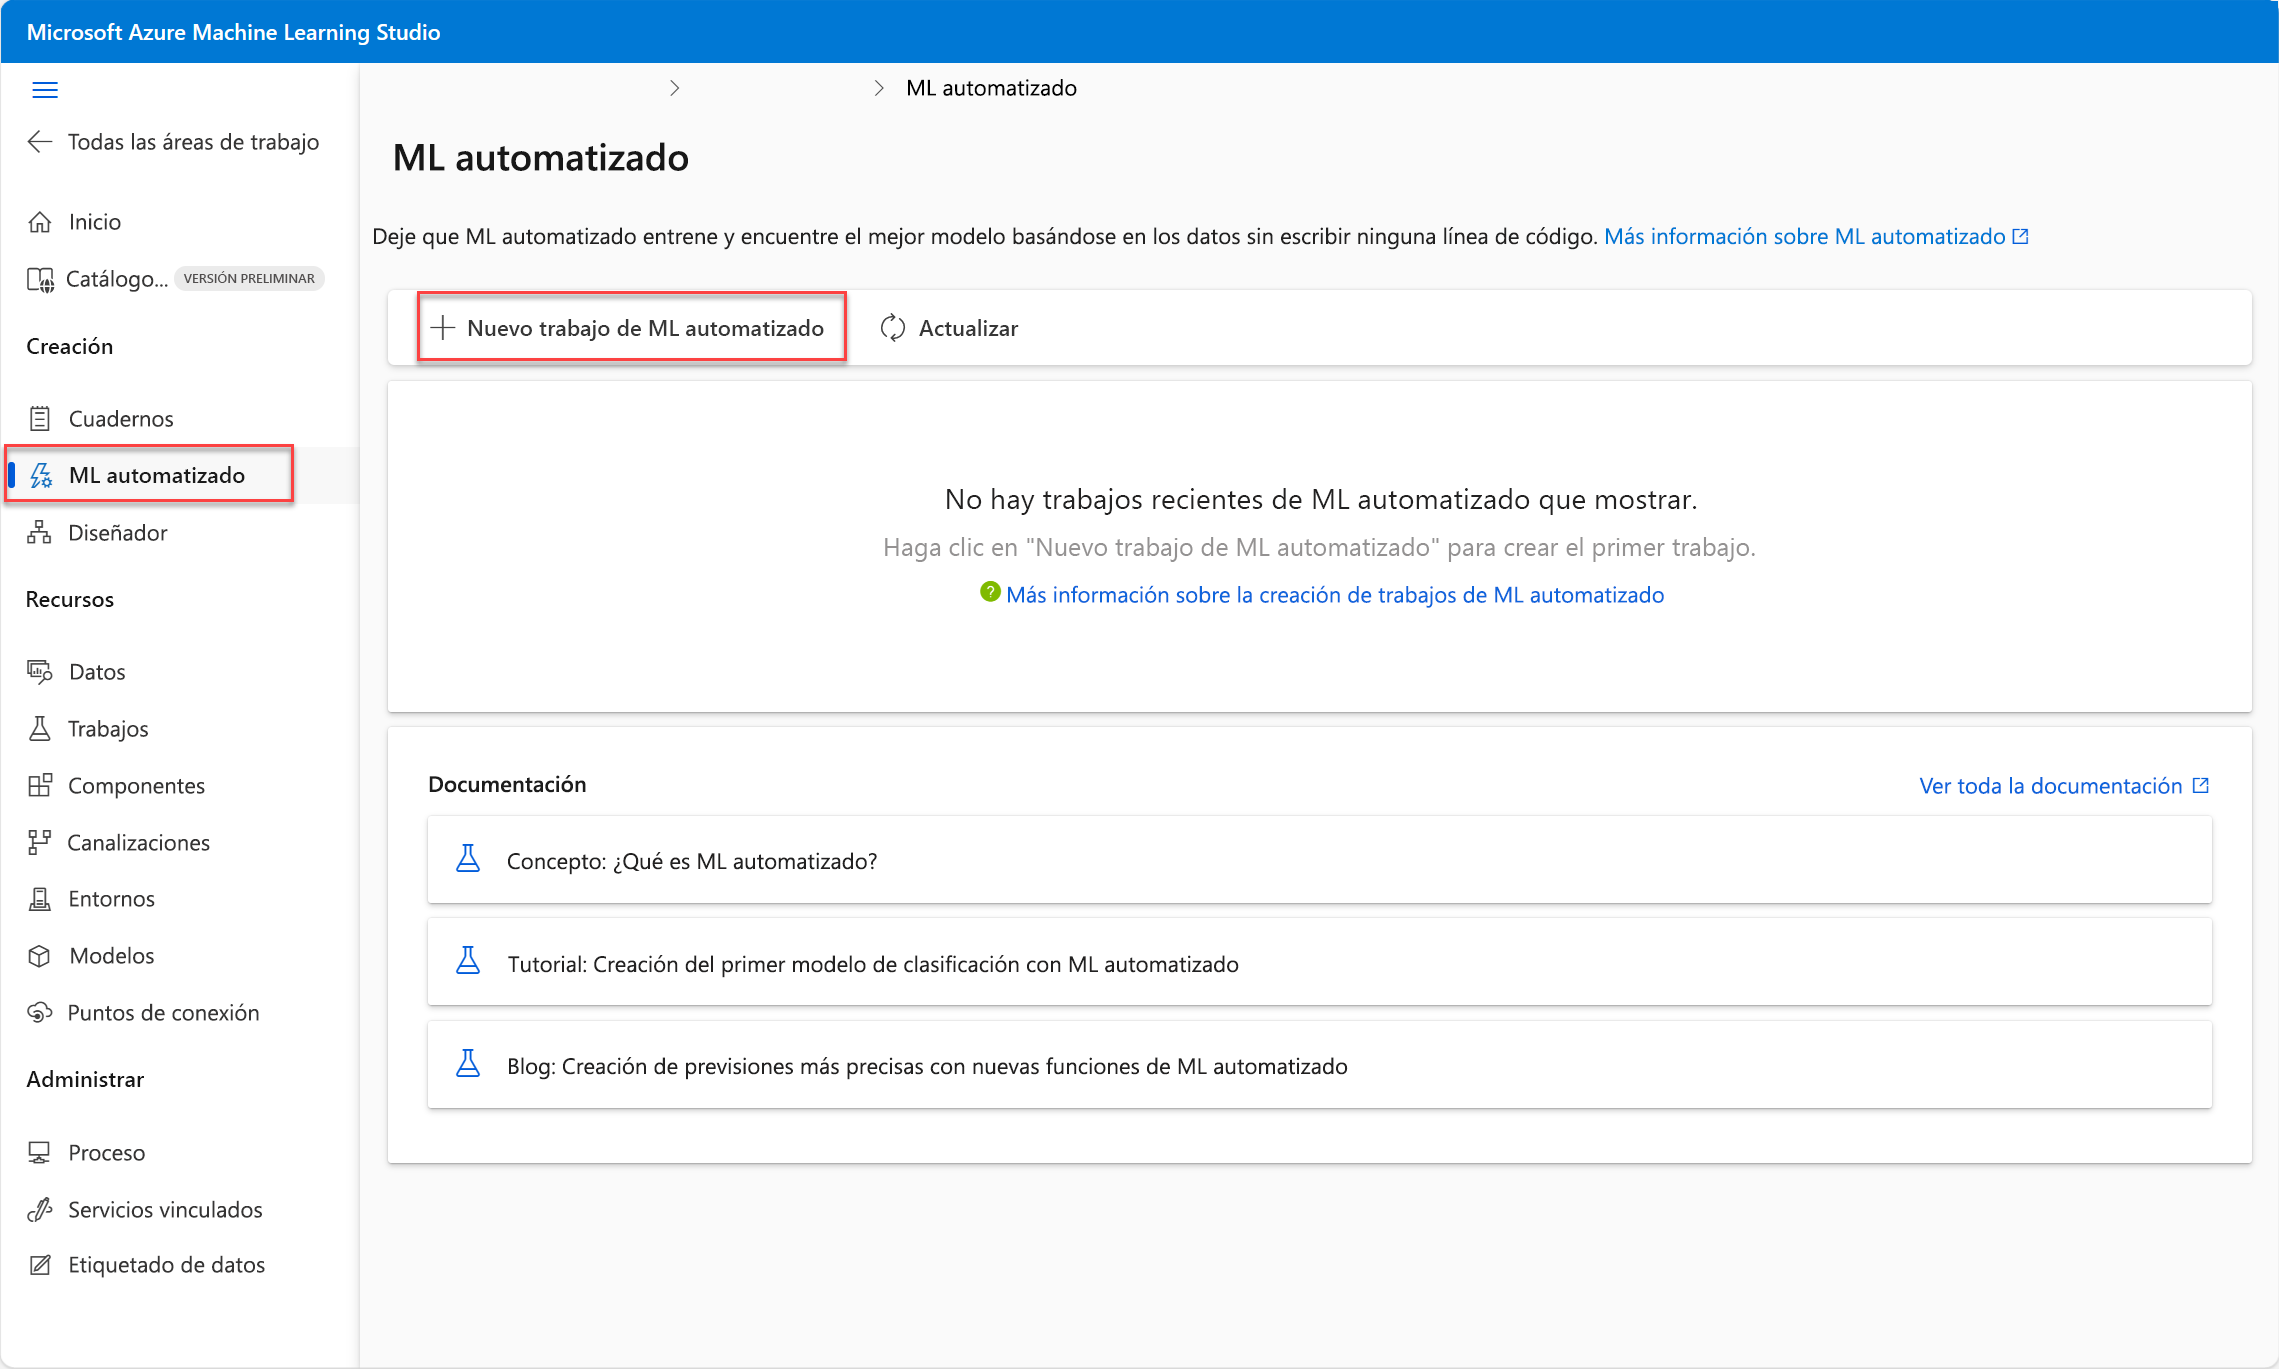 Microsoft Azure Machine Learning Studio
Todas las áreas de trabajo
Inicio
Catálogo... VERSIÓN PRELIMINAR
Creación
Cuadernos
ML automatizado
Diseñador
Recursos
Datos
Trabajos
Componentes
Canalizaciones
Entornos
Modelos
Puntos de conexión
Administrar
Proceso
Servicios vinculados
Etiquetado de datos
ML automatizado
ML automatizado
Deje que ML automatizado entrene y encuentre el mejor modelo basándose en los datos sin escribir ninguna línea de código. Más información sobre ML automatizado
Nuevo trabajo de ML automatizado Actualizar
No hay trabajos recientes de ML automatizado que mostrar.
Haga clic en "Nuevo trabajo de ML automatizado" para crear el primer trabajo.
? Más información sobre la creación de trabajos de ML automatizado
Documentación Ver toda la documentación
Concepto: ¿Qué es ML automatizado?
Tutorial: Creación del primer modelo de clasificación con ML automatizado
Blog: Creación de previsiones más precisas con nuevas funciones de ML automatizado